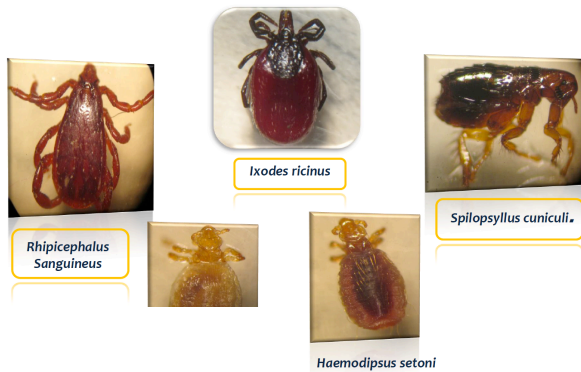 Ixodes ricinus
Spilopsyllus cuniculi.
Rhipicephalus
Sanguineus
Haemodipsus setoni